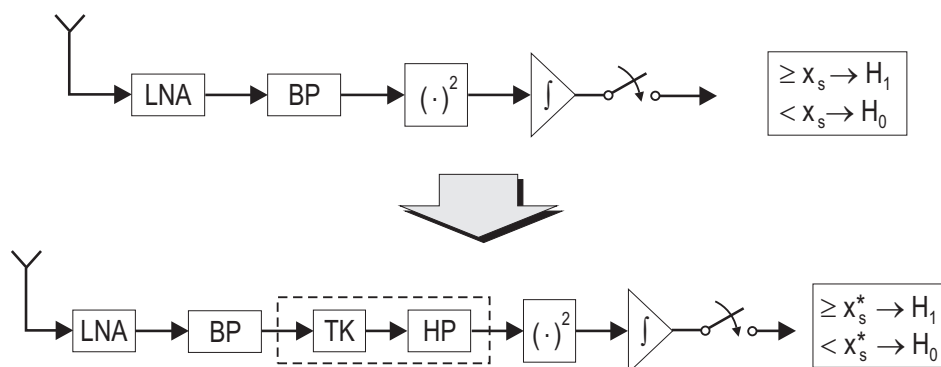 LNA BP (·)² ∫
≥ xₛ → H₁
< xₛ → H₀
LNA BP TK HP (·)² ∫
≥ xₛ* → H₁
< xₛ* → H₀